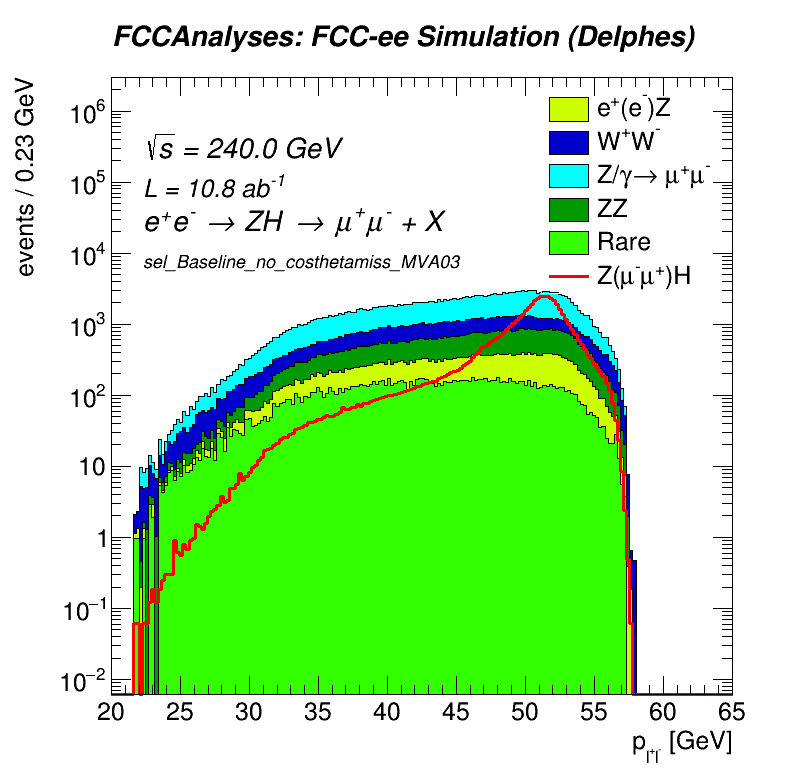 FCCAnalyses: FCC-ee Simulation (Delphes)
events / 0.23 GeV
10⁶
10⁵
10⁴
10³
10²
10
1
10⁻¹
10⁻²
√s = 240.0 GeV
L = 10.8 ab⁻¹
e⁺e⁻ → ZH → μ⁺μ⁻ + X
sel_Baseline_no_costhetamiss_MVA03
e⁺(e⁻)Z
W⁺W⁻
Z/γ→ μ⁺μ⁻
ZZ
Rare
Z(μ⁻μ⁺)H
20 25 30 35 40 45 50 55 60 65
p_l⁺l⁻ [GeV]